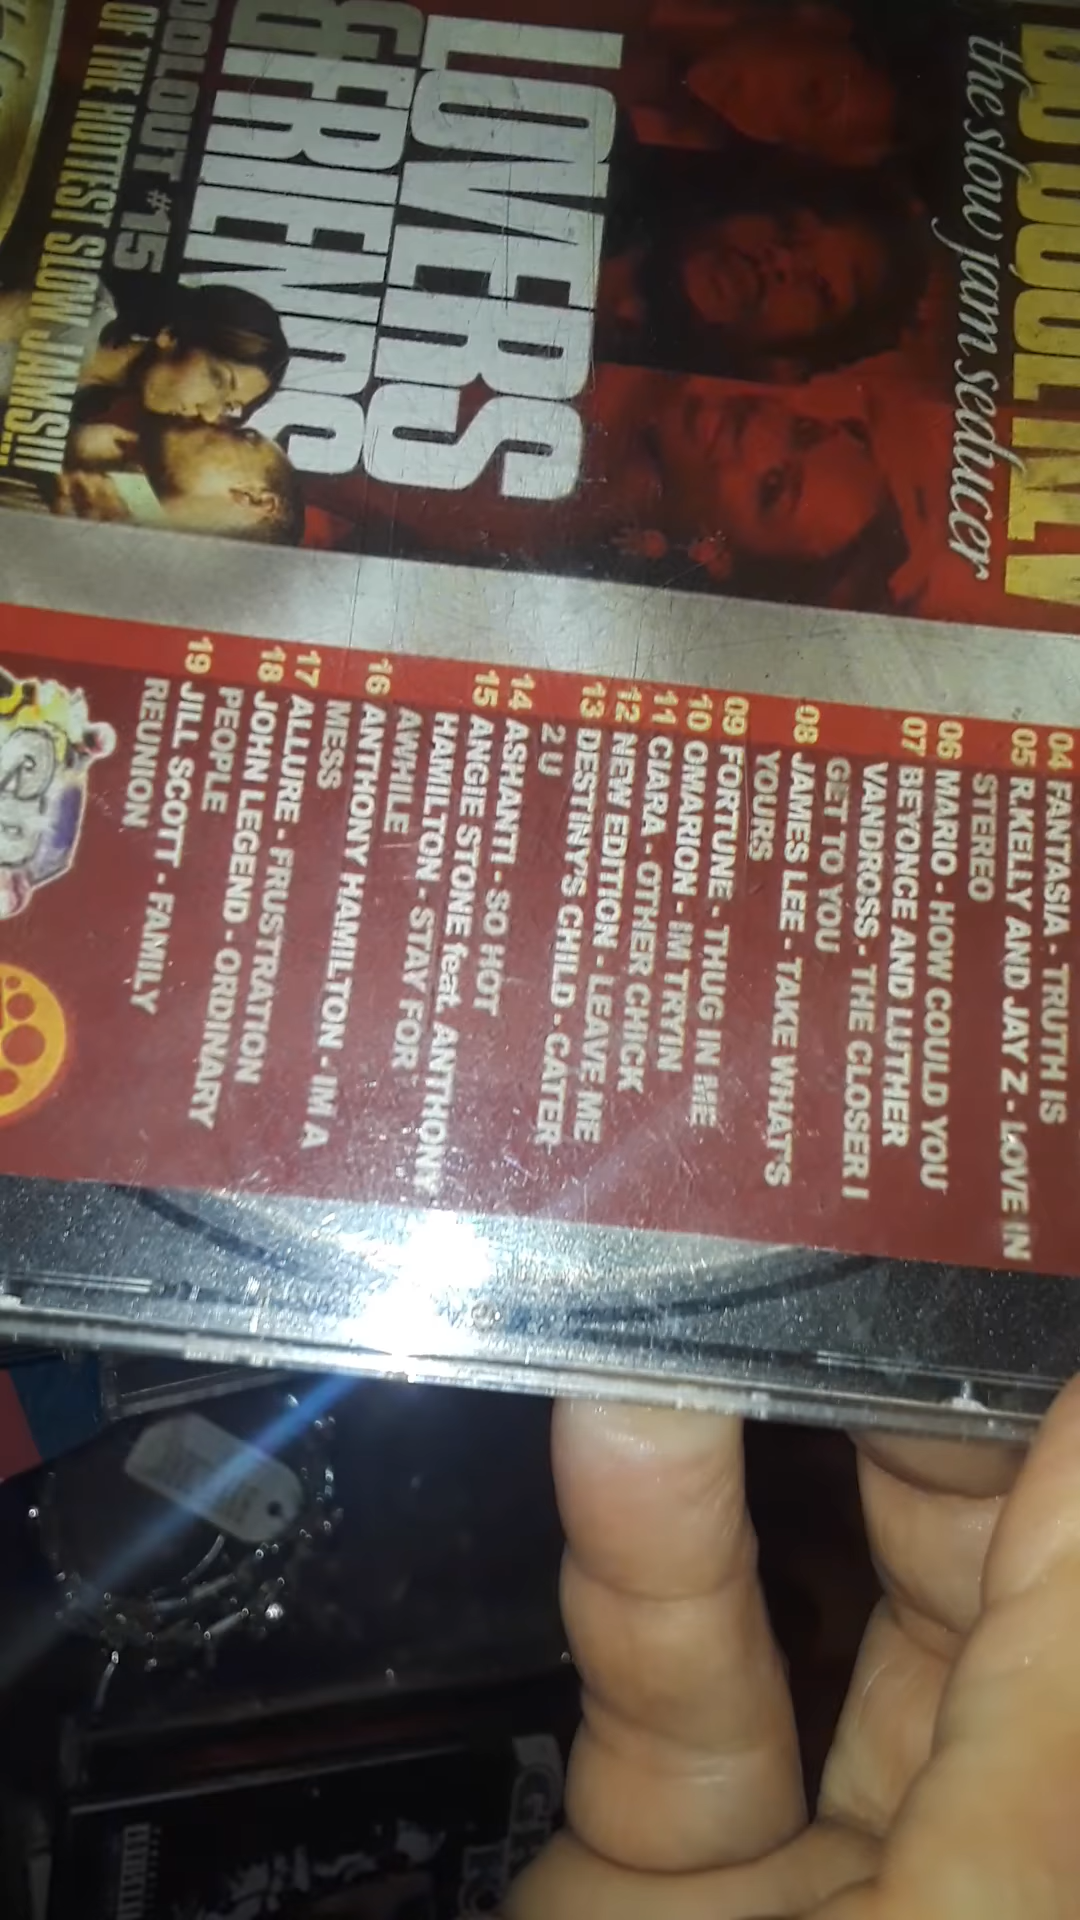 the slow jam seducer
LOVERS
& FRIENDS
#15
OF THE HOTTEST SLOW JAMS!!!
04 FANTASIA - TRUTH IS
05 R.KELLY AND JAY Z - LOVE IN
STEREO
06 MARIO - HOW COULD YOU
07 BEYONCE AND LUTHER
VANDROSS - THE CLOSER I
GET TO YOU
08 JAMES LEE - TAKE WHATS
YOURS
09 FORTUNE - THUG IN ME
10 OMARION - IM TRYIN
11 CIARA - OTHER CHICK
12 NEW EDITION - LEAVE ME
13 DESTINY'S CHILD - CATER
2 U
14 ASHANTI - SO HOT
15 ANGIE STONE feat. ANTHONY
HAMILTON - STAY FOR
AWHILE
16 ANTHONY HAMILTON - IM A
MESS
17 ALLURE - FRUSTRATION
18 JOHN LEGEND - ORDINARY
PEOPLE
19 JILL SCOTT - FAMILY
REUNION